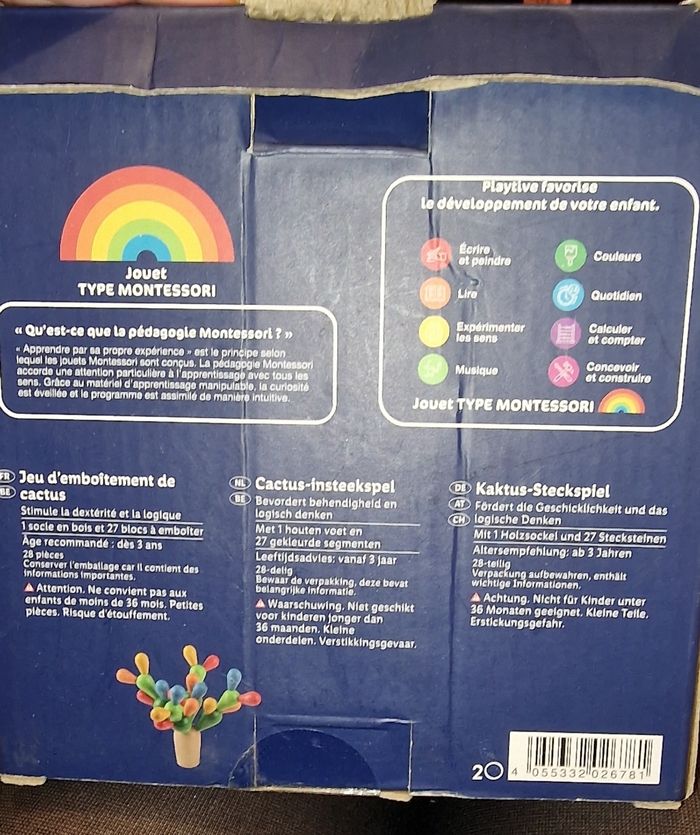 Jouet
TYPE MONTESSORI
« Qu'est-ce que la pédagogie Montessori ? »
« Apprendre par sa propre expérience » est le principe selon
lequel les jouets Montessori sont conçus. La pédagogie Montessori
accorde une attention particulière à l'apprentissage avec tous les
sens. Grâce au matériel d'apprentissage manipulable, la curiosité
est éveillée et le programme est assimilé de manière intuitive.
Playtive favorise
le développement de votre enfant.
Écrire
et peindre
Lire
Expérimenter
les sens
Musique
Couleurs
Quotidien
Calculer
et compter
Concevoir
et construire
Jouet TYPE MONTESSORI
FR
BE
Jeu d'emboîtement de
cactus
Stimule la dextérité et la logique
1 socle en bois et 27 blocs à emboîter
Âge recommandé : dès 3 ans
28 pièces
Conserver l'emballage car il contient des
informations importantes.
Attention. Ne convient pas aux
enfants de moins de 36 mois. Petites
pièces. Risque d'étouffement.
NL
BE
Cactus-insteekspel
Bevordert behendigheid en
logisch denken
Met 1 houten voet en
27 gekleurde segmenten
Leeftijdsadvies: vanaf 3 jaar
28-delig
Bewaar de verpakking, deze bevat
belangrijke informatie.
Waarschuwing. Niet geschikt
voor kinderen jonger dan
36 maanden. Kleine
onderdelen. Verstikkingsgevaar.
DE
AT
CH
Kaktus-Steckspiel
Fördert die Geschicklichkeit und das
logische Denken
Mit 1 Holzsockel und 27 Stecksteinen
Altersempfehlung: ab 3 Jahren
28-teilig
Verpackung aufbewahren, enthält
wichtige Informationen.
Achtung. Nicht für Kinder unter
36 Monaten geeignet. Kleine Teile.
Erstickungsgefahr.
20
4 055332 026781